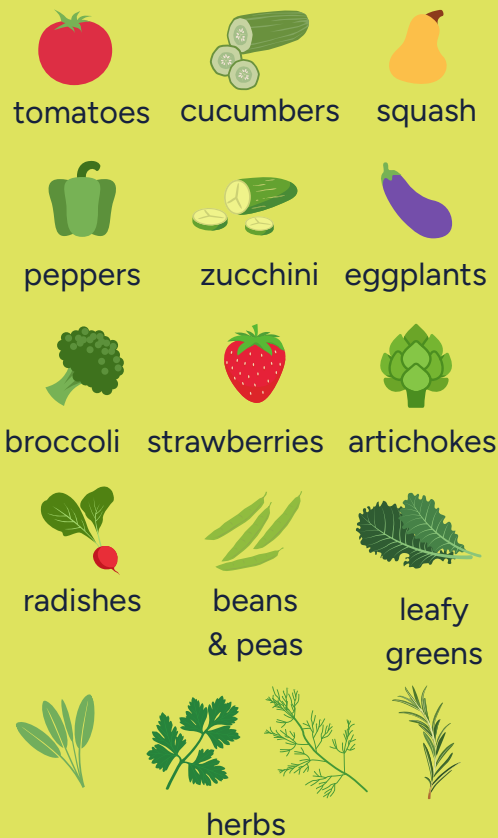 tomatoes
cucumbers
squash
peppers
zucchini
eggplants
broccoli
strawberries
artichokes
radishes
beans
& peas
leafy
greens
herbs